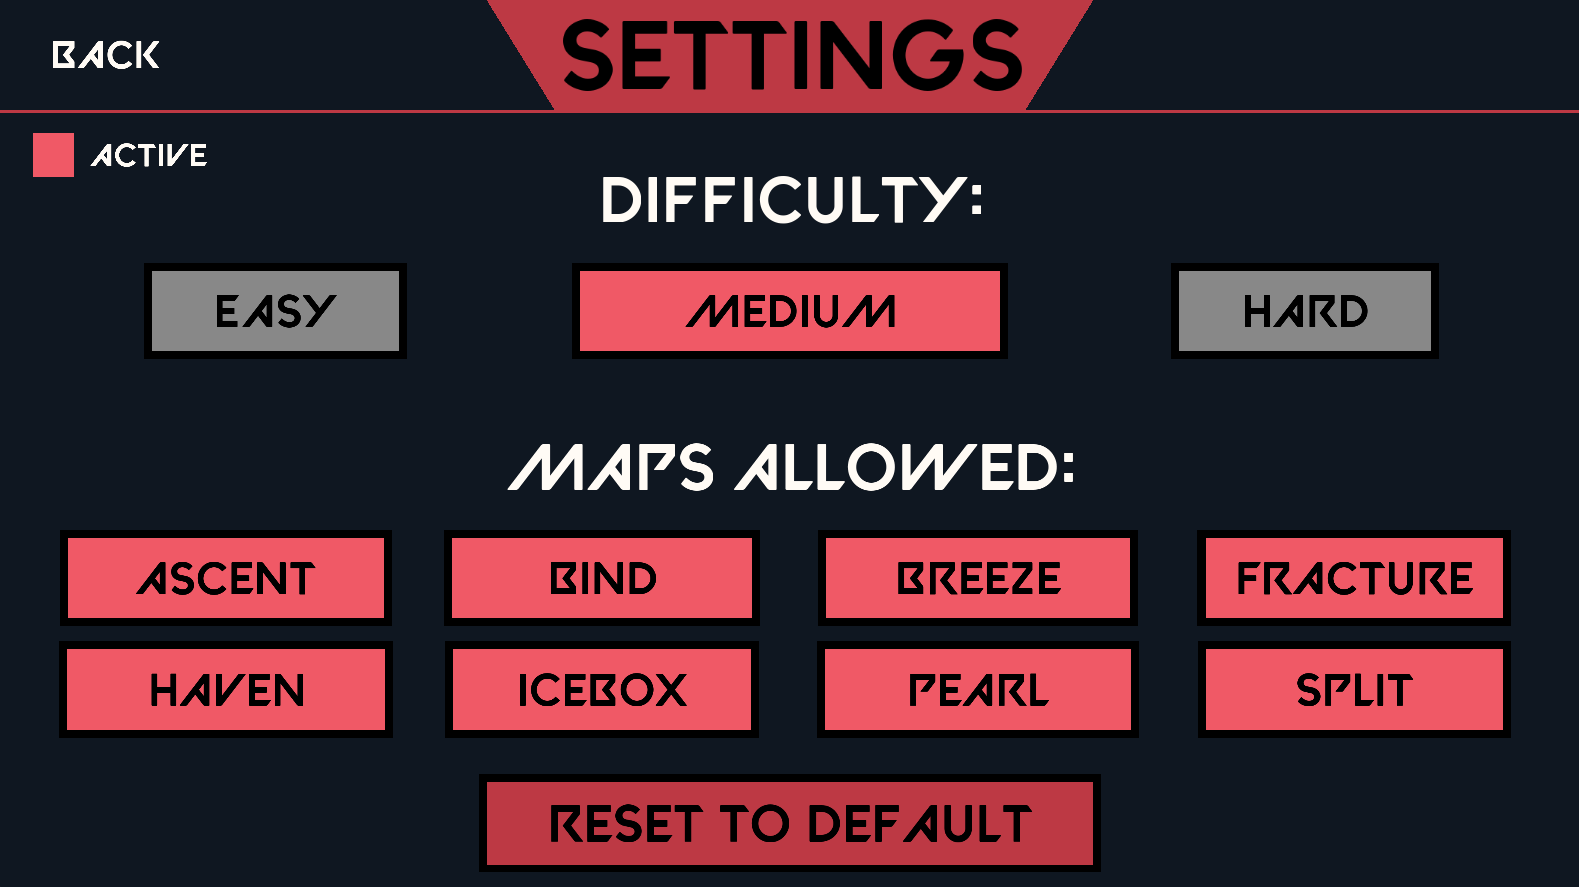 BACK
SETTINGS
ACTIVE
DIFFICULTY:
EASY
MEDIUM
HARD
MAPS ALLOWED:
ASCENT
BIND
BREEZE
FRACTURE
HAVEN
ICEBOX
PEARL
SPLIT
RESET TO DEFAULT